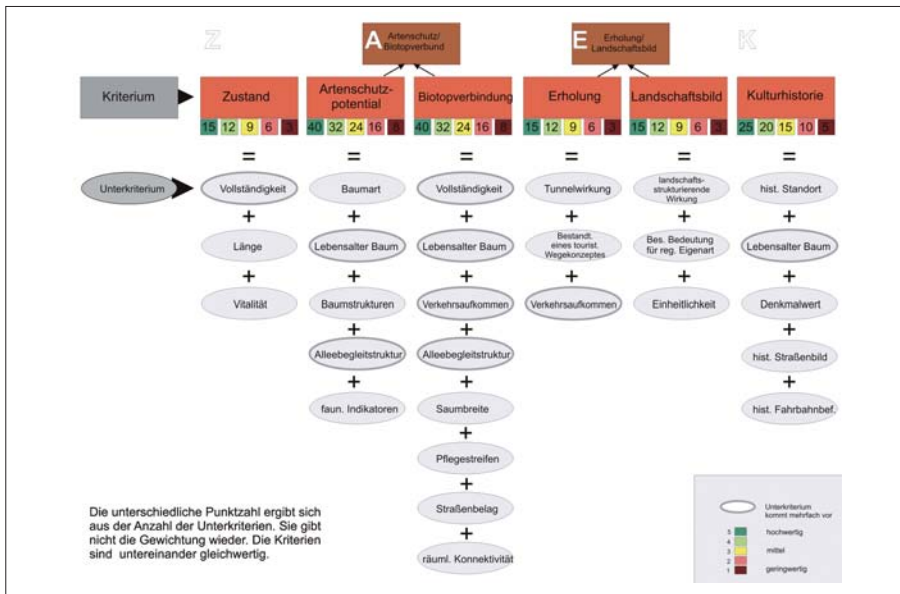 Z
A
Artenschutz/
Biotopverbund
E
Erholung/
Landschaftsbild
K
Kriterium
Zustand
Artenschutz-
potential
Biotopverbindung
Erholung
Landschaftsbild
Kulturhistorie
15 12 9 6 3
40 32 24 16 8
40 32 24 16 8
15 12 9 6 3
15 12 9 6 3
25 20 15 10 5
= = = = = =
Unterkriterium
Vollständigkeit
Baumart
Vollständigkeit
Tunnelwirkung
landschafts-
strukturierende
Wirkung
hist. Standort
+ + + + + +
Länge
Lebensalter Baum
Lebensalter Baum
Bestandt.
eines tourist.
Wegekonzeptes
Bes. Bedeutung
für reg. Eigenart
Lebensalter Baum
+ + + + + +
Vitalität
Baumstrukturen
Verkehrsaufkommen
Verkehrsaufkommen
Einheitlichkeit
Denkmalwert
+ + +
Alleebegleitstruktur
Alleebegleitstruktur
hist. Straßenbild
+ + +
faun. Indikatoren
Saumbreite
hist. Fahrbahnbef.
+
Pflegestreifen
+
Straßenbelag
+
räuml. Konnektivität
Die unterschiedliche Punktzahl ergibt sich
aus der Anzahl der Unterkriterien. Sie gibt
nicht die Gewichtung wieder. Die Kriterien
sind untereinander gleichwertig.
Unterkriterium
kommt mehrfach vor
5 hochwertig
4
3 mittel
2
1 geringwertig